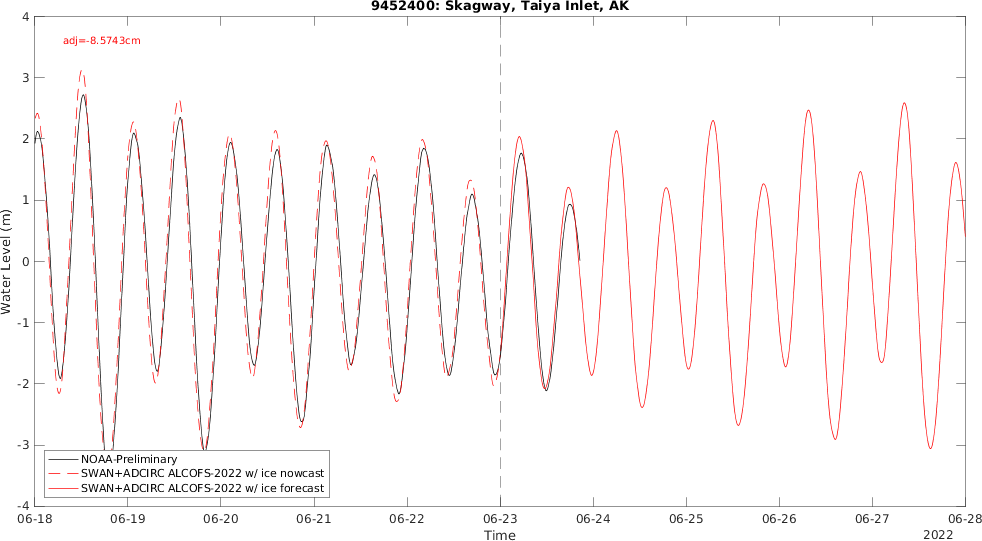 9452400: Skagway, Taiya Inlet, AK
adj=-8.5743cm
4
3
2
1
0
-1
-2
-3
-4
Water Level (m)
NOAA-Preliminary
SWAN+ADCIRC ALCOFS-2022 w/ ice nowcast
SWAN+ADCIRC ALCOFS-2022 w/ ice forecast
06-18 06-19 06-20 06-21 06-22 06-23 06-24 06-25 06-26 06-27 06-28
Time
2022